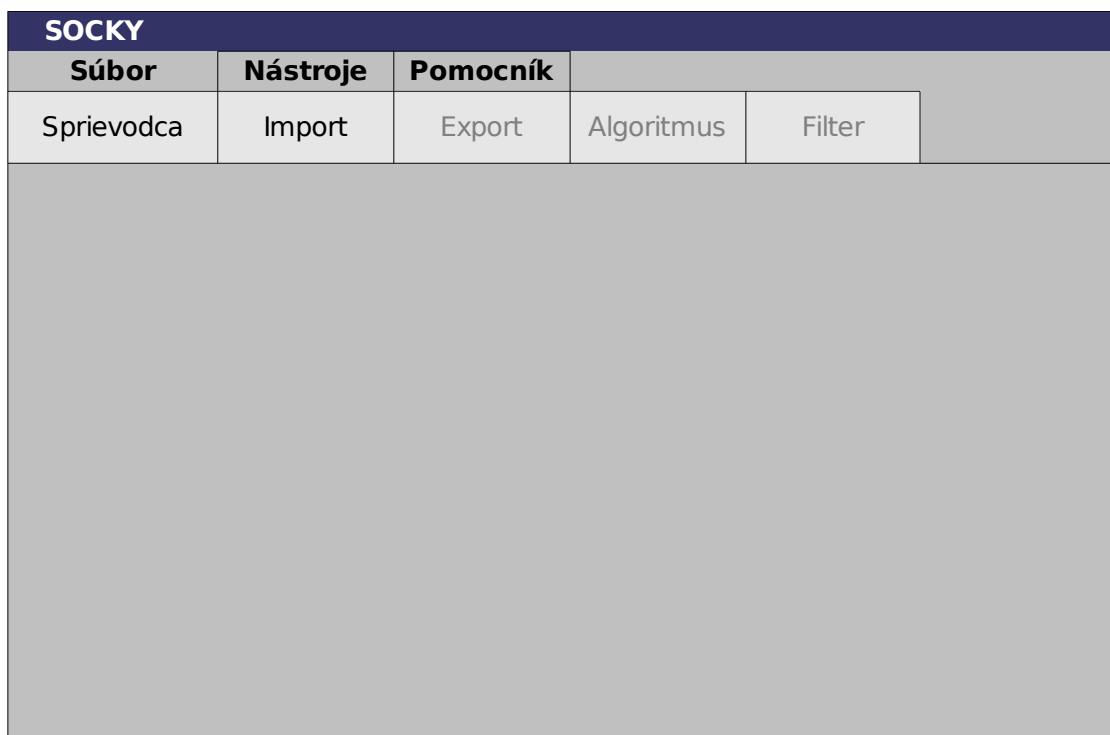 SOCKY
Súbor Nástroje Pomocník
Sprievodca Import Export Algoritmus Filter